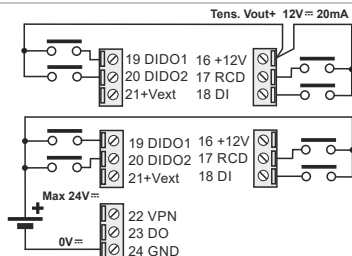 Tens. Vout+ 12V⎓ 20mA
19 DIDO1 16 +12V
20 DIDO2 17 RCD
21+Vext 18 DI
19 DIDO1 16 +12V
20 DIDO2 17 RCD
21+Vext 18 DI
Max 24V⎓
+
22 VPN
23 DO
0V⎓
24 GND